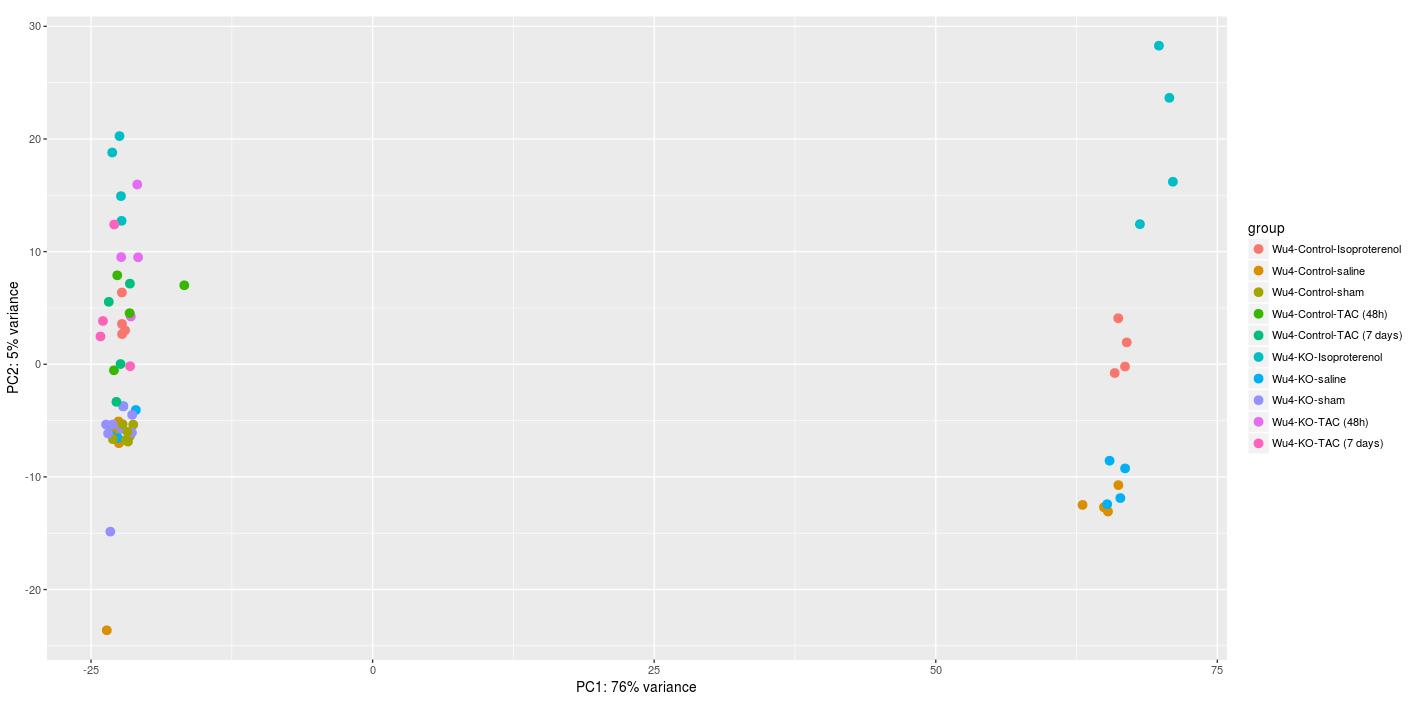 30
20
10
0
-10
-20
PC2: 5% variance
-25
0
25
50
75
PC1: 76% variance
group
Wu4-Control-Isoproterenol
Wu4-Control-saline
Wu4-Control-sham
Wu4-Control-TAC (48h)
Wu4-Control-TAC (7 days)
Wu4-KO-Isoproterenol
Wu4-KO-saline
Wu4-KO-sham
Wu4-KO-TAC (48h)
Wu4-KO-TAC (7 days)